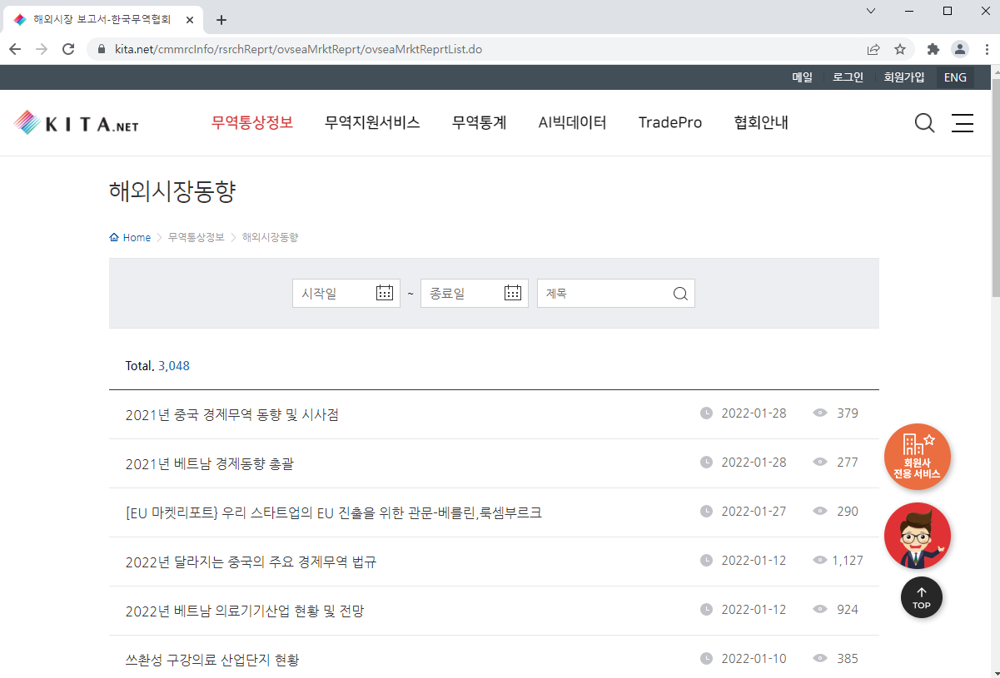 해외시장 보고서-한국무역협회
kita.net/cmmrcInfo/rsrchReprt/ovseaMrktReprt/ovseaMrktReprtList.do
메일 로그인 회원가입 ENG
KITA.NET 무역통상정보 무역지원서비스 무역통계 AI빅데이터 TradePro 협회안내
해외시장동향
Home > 무역통상정보 > 해외시장동향
시작일 ~ 종료일 제목
Total. 3,048
2021년 중국 경제무역 동향 및 시사점 2022-01-28 379
2021년 베트남 경제동향 총괄 2022-01-28 277
[EU 마켓리포트} 우리 스타트업의 EU 진출을 위한 관문-베를린,룩셈부르크 2022-01-27 290
2022년 달라지는 중국의 주요 경제무역 법규 2022-01-12 1,127
2022년 베트남 의료기기산업 현황 및 전망 2022-01-12 924
쓰촨성 구강의료 산업단지 현황 2022-01-10 385
회원사
전용 서비스
TOP